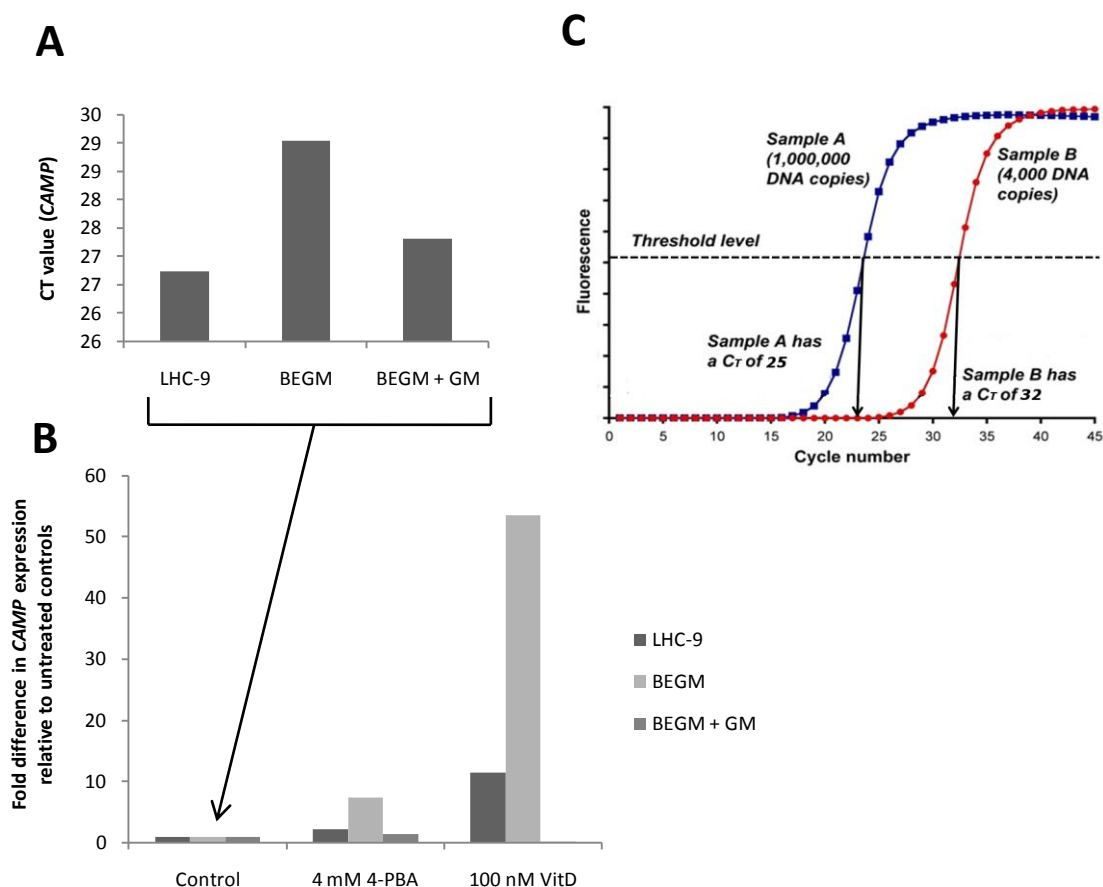 A
CT value (CAMP)
30
29
29
28
28
27
27
26
26
LHC-9 BEGM BEGM + GM
B
Fold difference in CAMP expression
relative to untreated controls
60
50
40
30
20
10
0
Control 4 mM 4-PBA 100 nM VitD
LHC-9
BEGM
BEGM + GM
C
Fluorescence
Sample A
(1,000,000
DNA copies)
Sample B
(4,000 DNA
copies)
Threshold level
Sample A has
a CT of 25
Sample B has
a CT of 32
0 5 10 15 20 25 30 35 40 45
Cycle number